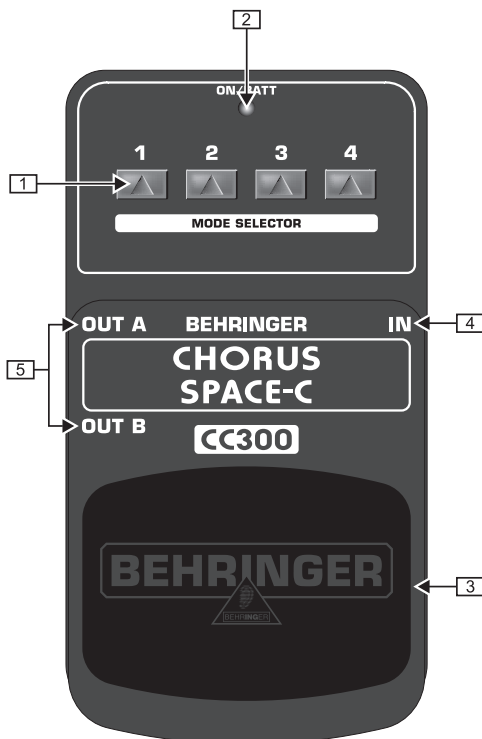 2
ON/BATT
1 2 3 4
1
MODE SELECTOR
OUT A BEHRINGER IN
4
CHORUS
SPACE-C
5
OUT B
CC300
BEHRINGER
3
BEHRINGER